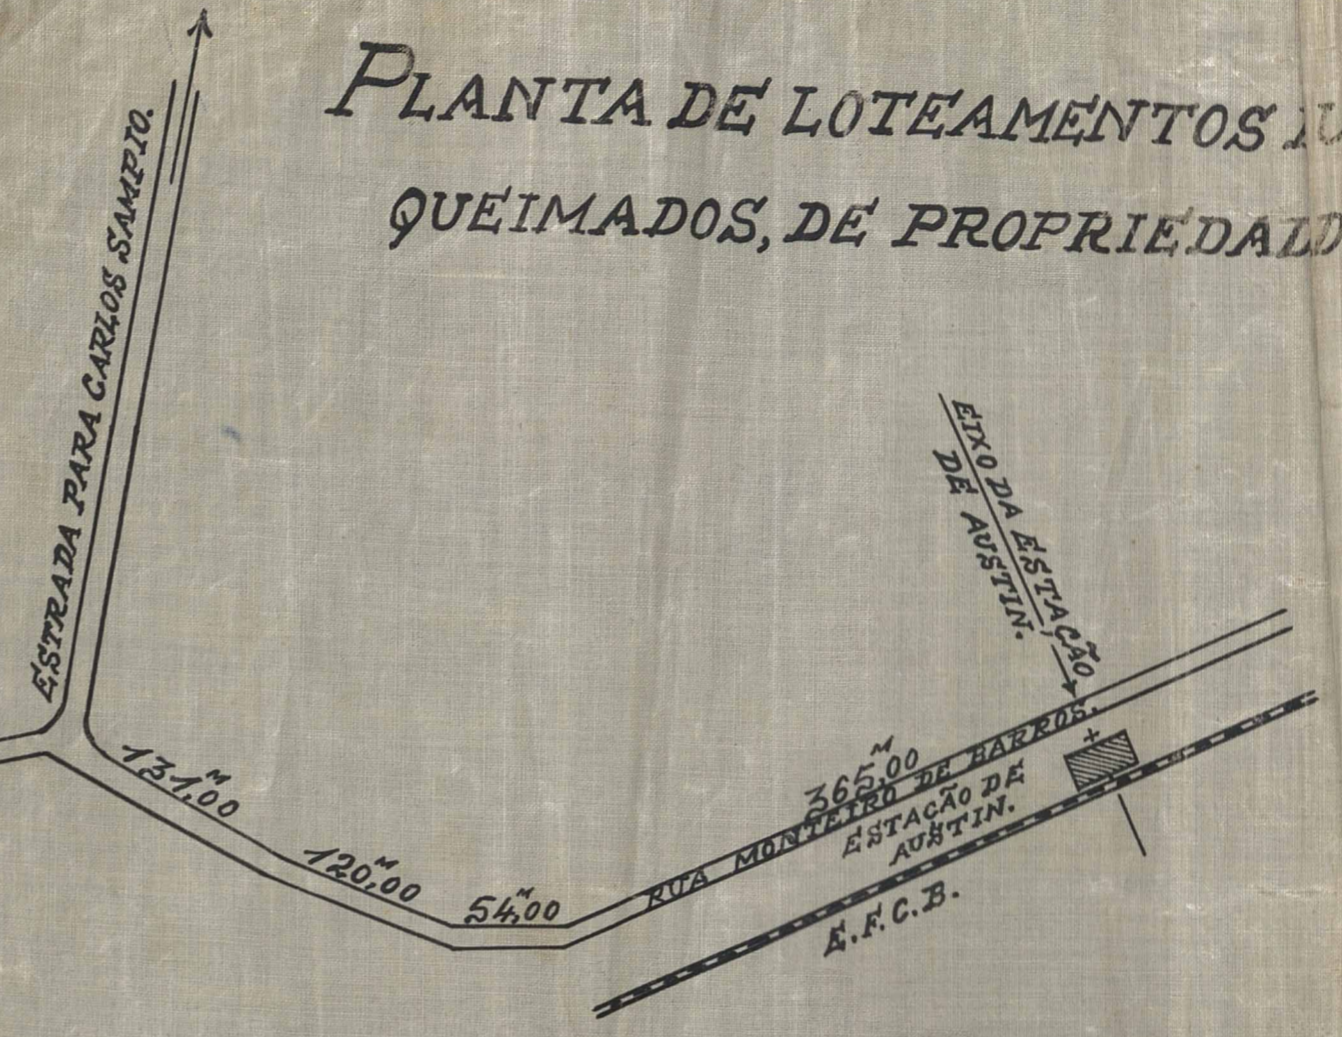 PLANTA DE LOTEAMENTOS
QUEIMADOS, DE PROPRIEDAD
ESTRADA PARA CARLOS SAMPIO.
EIXO DA ESTAÇÃO
DE AUSTIN.
131,00 M
120,00 M
54,00 M
365,00 M
RUA MONTEIRO DE BARROS.
ESTAÇÃO DE
AUSTIN.
E.F.C.B.